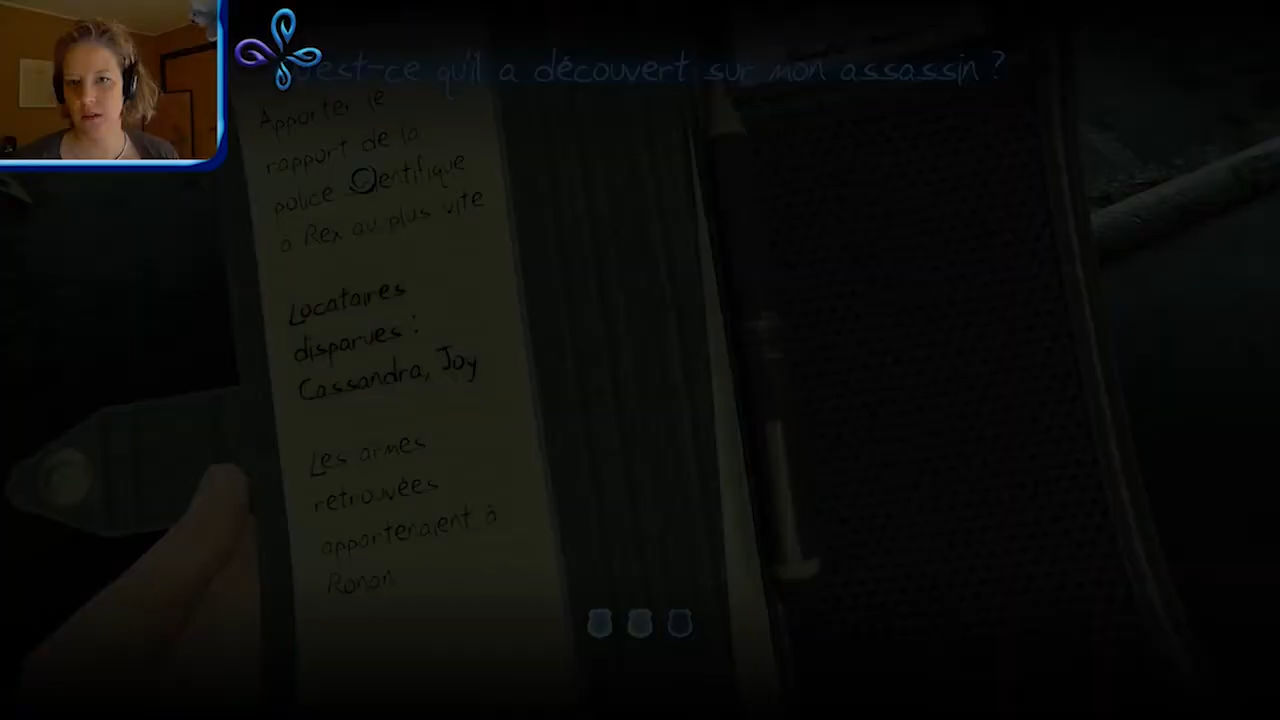 est-ce qu'il a découvert sur mon assassin ?
Apporter le
rapport de la
police scientifique
à Rex au plus vite
Locataires
disparues :
Cassandra, Joy
Les armes
retrouvées
appartenaient à
Ronan